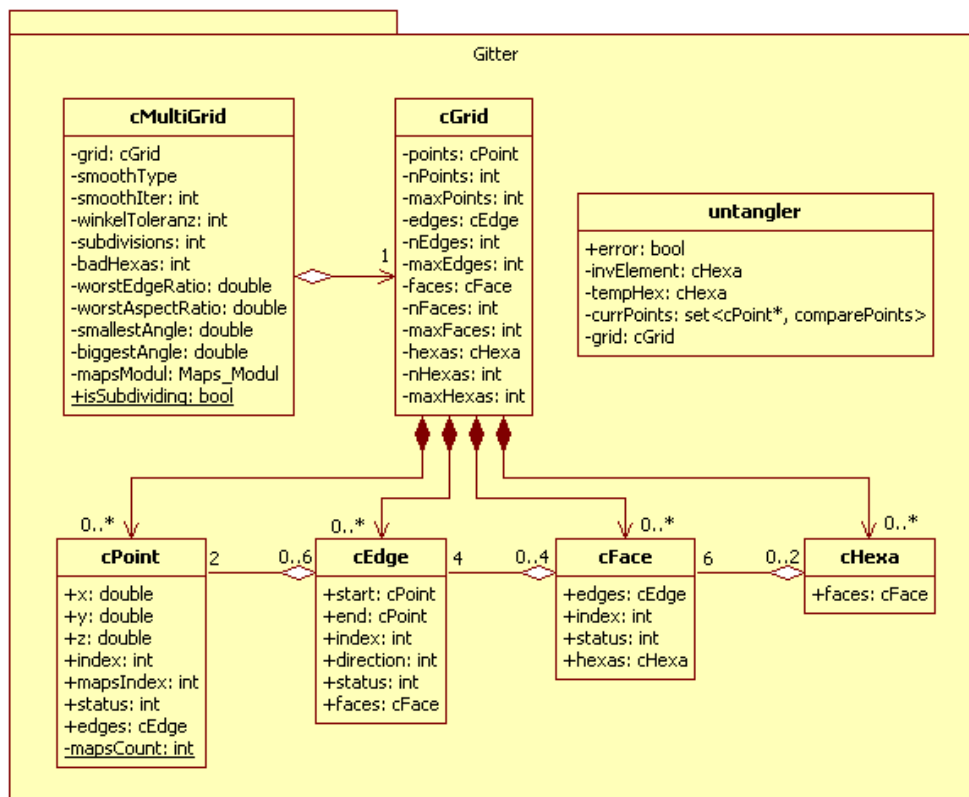 Gitter
cMultiGrid
-grid: cGrid
-smoothType
-smoothIter: int
-winkelToleranz: int
-subdivisions: int
-badHexas: int
-worstEdgeRatio: double
-worstAspectRatio: double
-smallestAngle: double
-biggestAngle: double
-mapsModul: Maps_Modul
+isSubdividing: bool
1
cGrid
-points: cPoint
-nPoints: int
-maxPoints: int
-edges: cEdge
-nEdges: int
-maxEdges: int
-faces: cFace
-nFaces: int
-maxFaces: int
-hexas: cHexa
-nHexas: int
-maxHexas: int
untangler
+error: bool
-invElement: cHexa
-tempHex: cHexa
-currPoints: set<cPoint*, comparePoints>
-grid: cGrid
0..*
0..*
0..*
0..*
cPoint
+x: double
+y: double
+z: double
+index: int
+mapsIndex: int
+status: int
+edges: cEdge
-mapsCount: int
2
0..6
cEdge
+start: cPoint
+end: cPoint
+index: int
+direction: int
+status: int
+faces: cFace
4
0..4
cFace
+edges: cEdge
+index: int
+status: int
+hexas: cHexa
6
0..2
cHexa
+faces: cFace